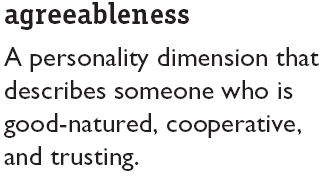 agreeableness
A personality dimension that
describes someone who is
good-natured, cooperative,
and trusting.